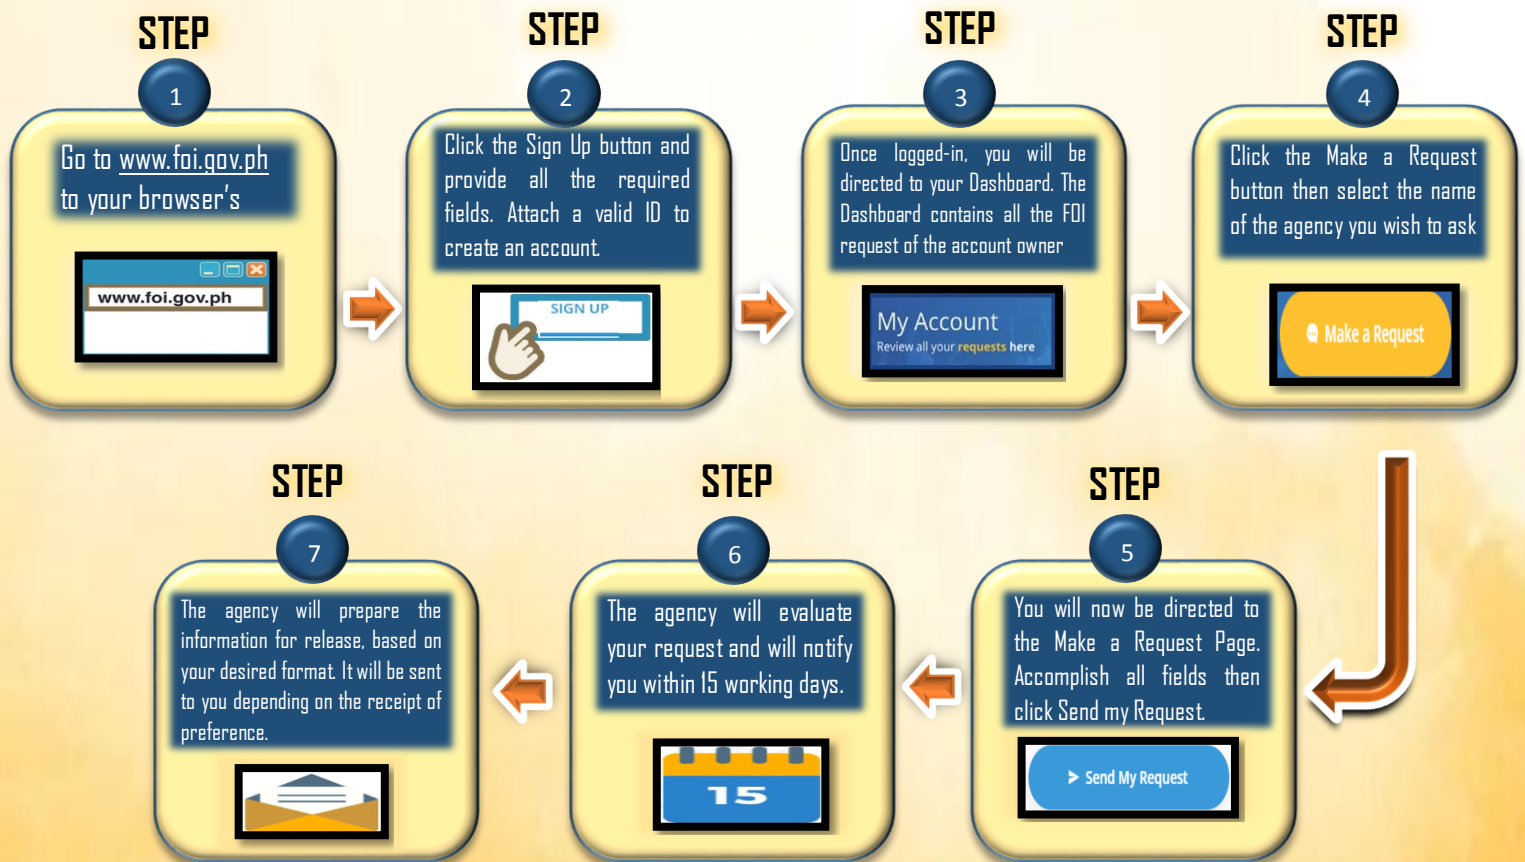 STEP
1
Go to www.foi.gov.ph
to your browser's
www.foi.gov.ph
STEP
2
Click the Sign Up button and
provide all the required
fields. Attach a valid ID to
create an account.
SIGN UP
STEP
3
Once logged-in, you will be
directed to your Dashboard. The
Dashboard contains all the FOI
request of the account owner
My Account
Review all your requests here
STEP
4
Click the Make a Request
button then select the name
of the agency you wish to ask
Make a Request
STEP
5
You will now be directed to
the Make a Request Page.
Accomplish all fields then
click Send my Request.
Send My Request
STEP
6
The agency will evaluate
your request and will notify
you within 15 working days.
15
STEP
7
The agency will prepare the
information for release, based on
your desired format. It will be sent
to you depending on the receipt of
preference.